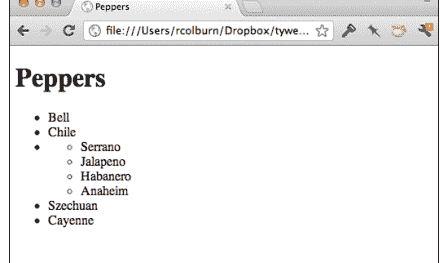 Peppers
file:///Users/rcolburn/Dropbox/tywe...
Peppers
Bell
Chile
Serrano
Jalapeno
Habanero
Anaheim
Szechuan
Cayenne